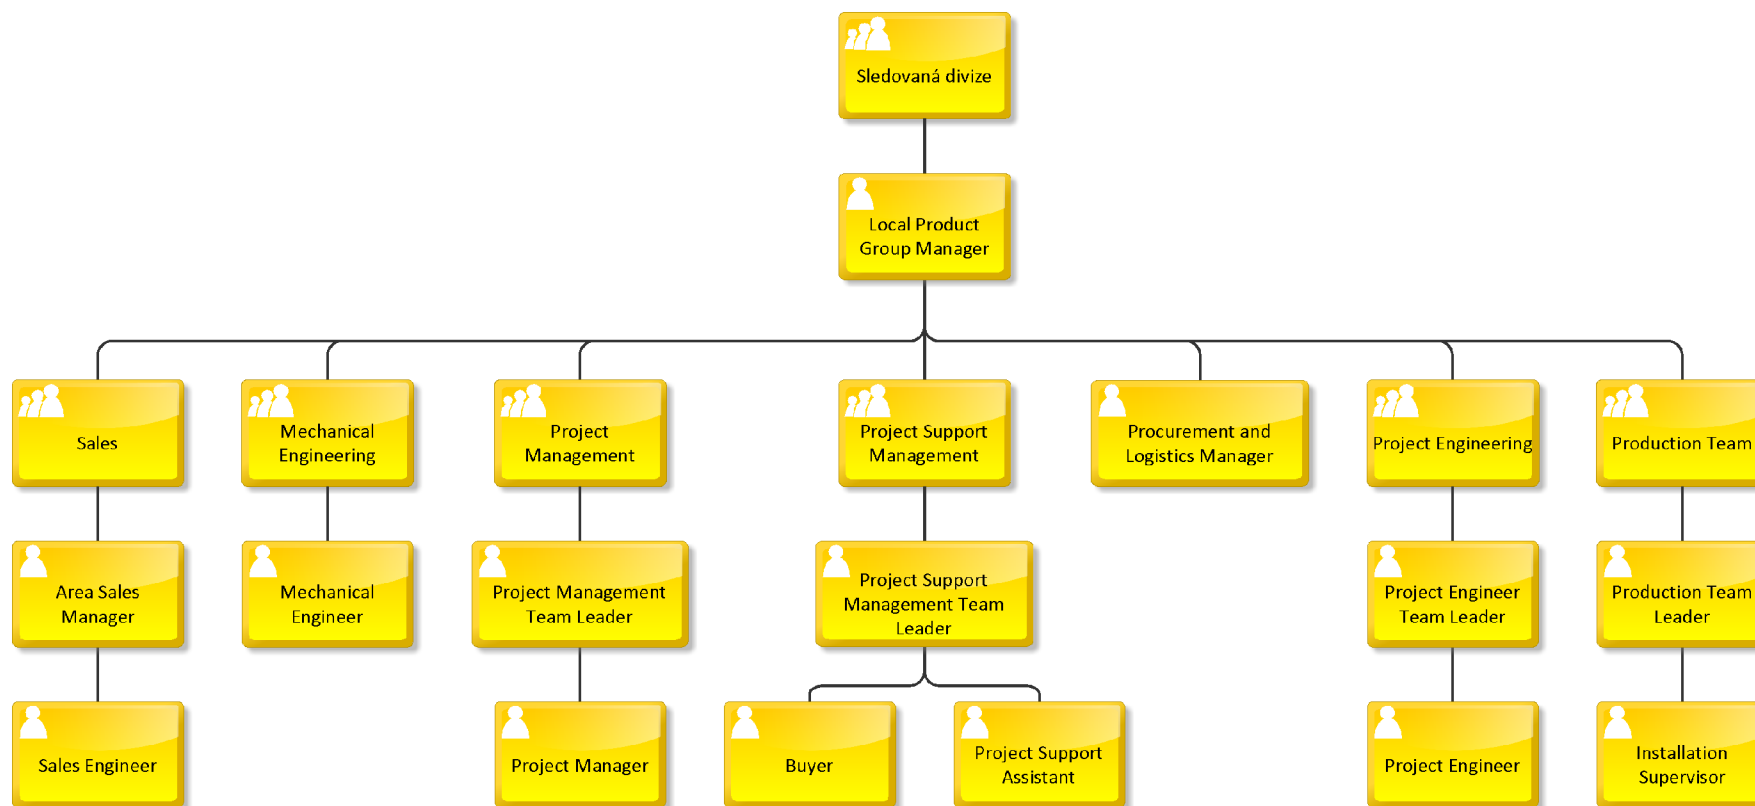 Sledovaná divize
Local Product
Group Manager
Sales
Mechanical
Engineering
Project
Management
Project Support
Management
Procurement and
Logistics Manager
Project Engineering
Production Team
Area Sales
Manager
Mechanical
Engineer
Project Management
Team Leader
Project Support
Management Team
Leader
Project Engineer
Team Leader
Production Team
Leader
Sales Engineer
Project Manager
Buyer
Project Support
Assistant
Project Engineer
Installation
Supervisor